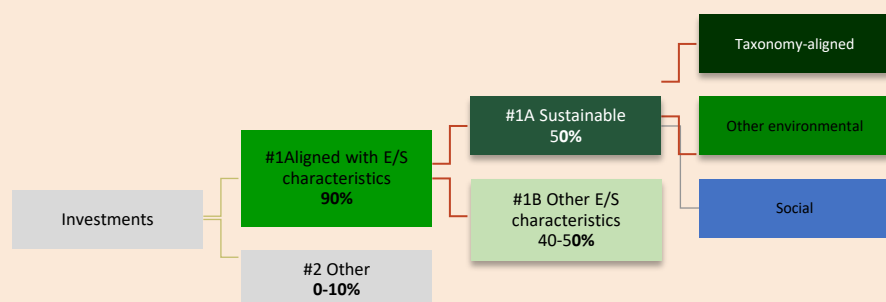 Investments
#1Aligned with E/S
characteristics
90%
#2 Other
0-10%
#1A Sustainable
50%
#1B Other E/S
characteristics
40-50%
Taxonomy-aligned
Other environmental
Social